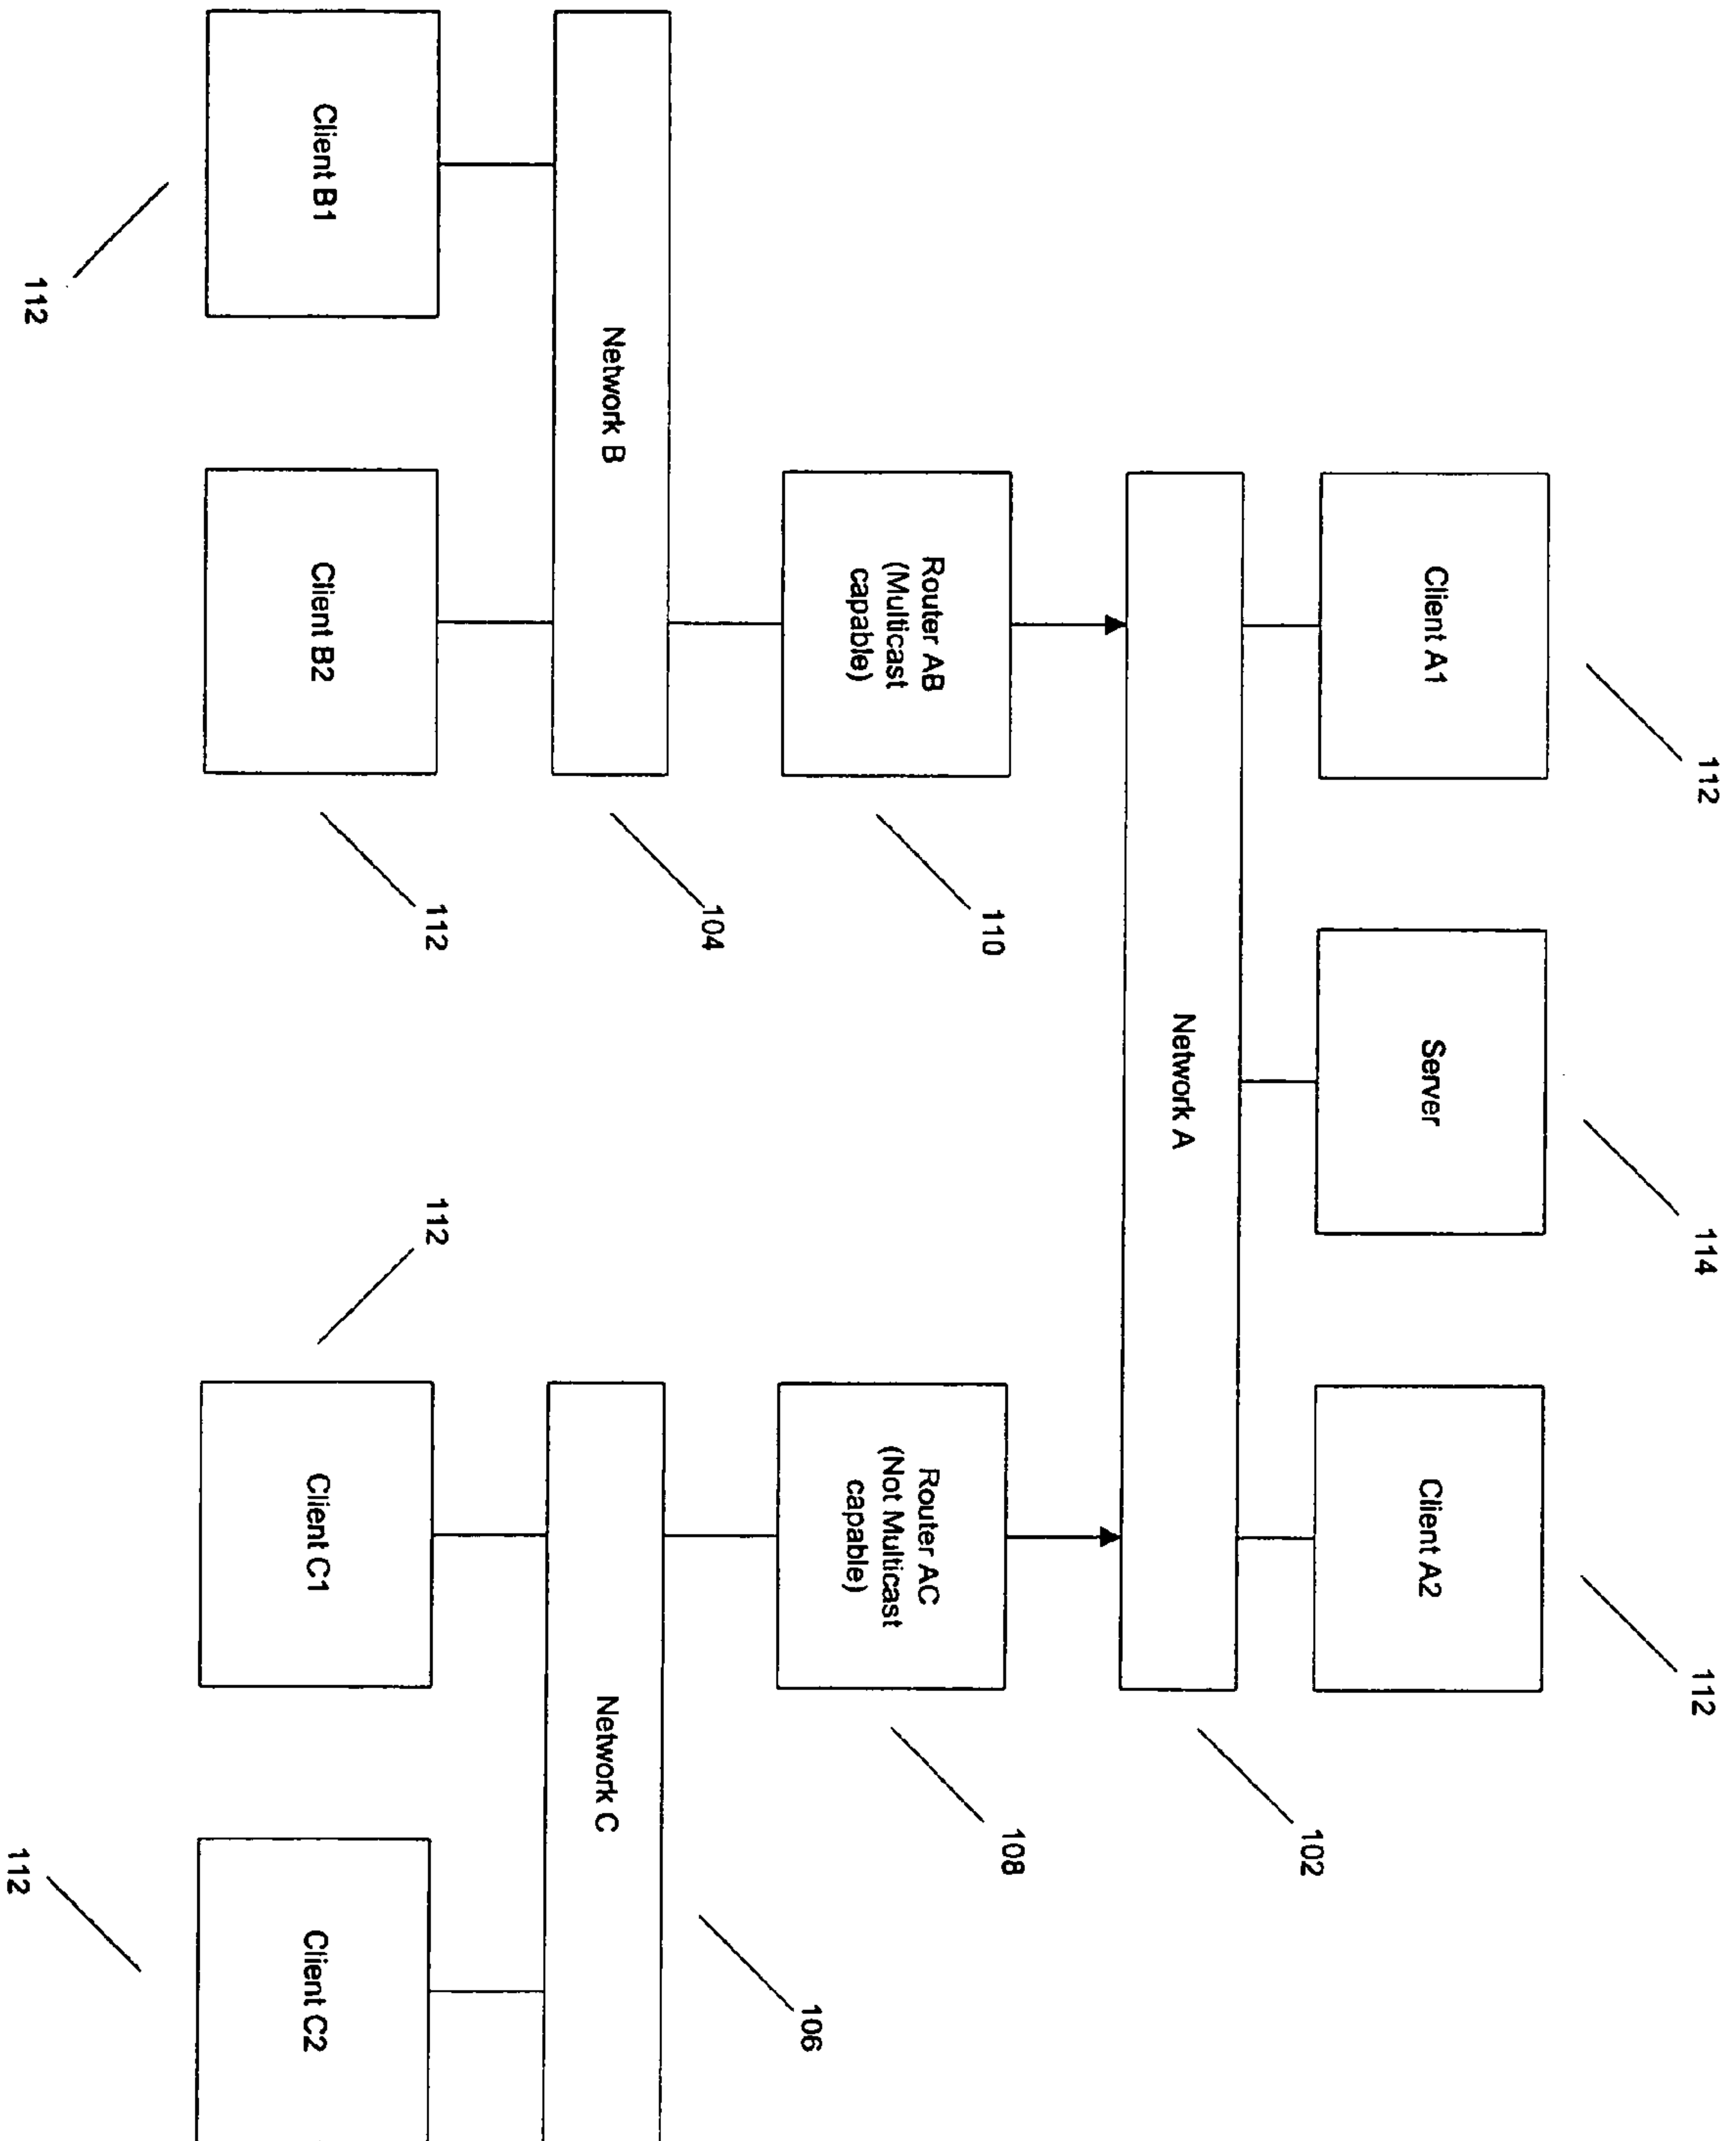 112
114
112
Client A1
Server
Client A2
Network A
102
Router AB
(Multicast
capable)
110
Router AC
(Not Multicast
capable)
108
Network B
104
Network C
106
112
Client B1
Client B2
112
112
Client C1
Client C2
112